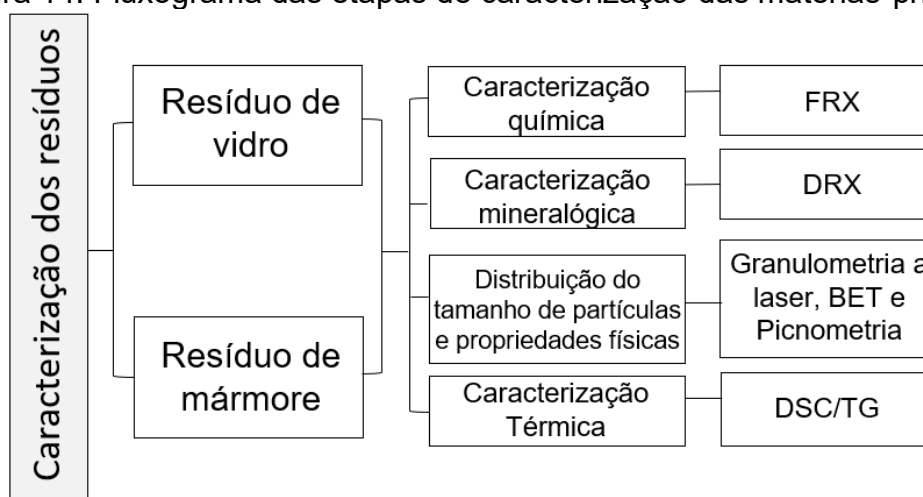 Caracterização dos resíduos
Resíduo de
vidro
Resíduo de
mármore
Caracterização
química
Caracterização
mineralógica
Distribuição do
tamanho de partículas
e propriedades físicas
Caracterização
Térmica
FRX
DRX
Granulometria a
laser, BET e
Picnometria
DSC/TG